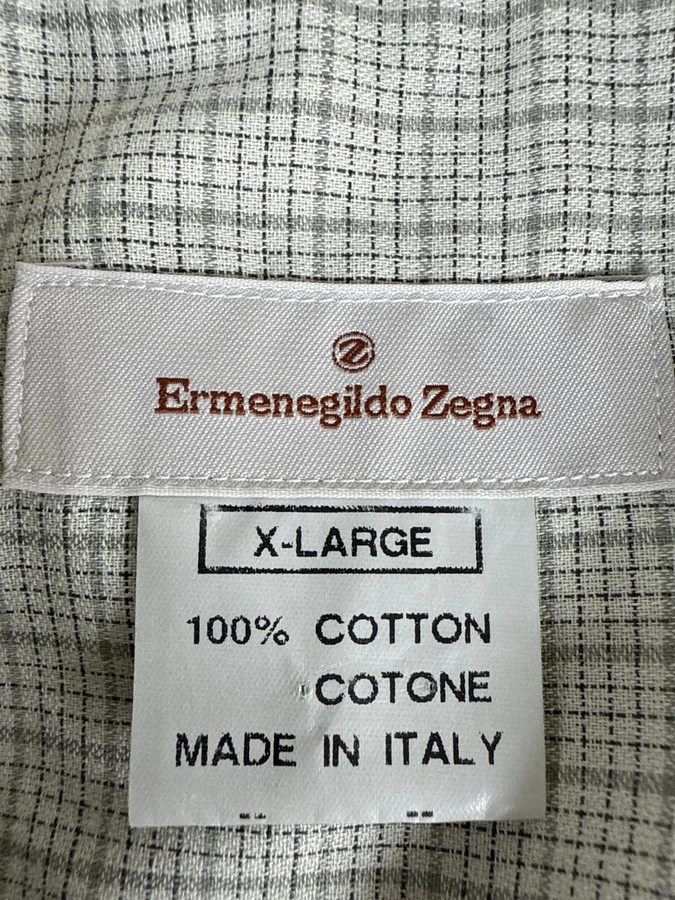 Ermenegildo Zegna
X-LARGE
100% COTTON
COTONE
MADE IN ITALY